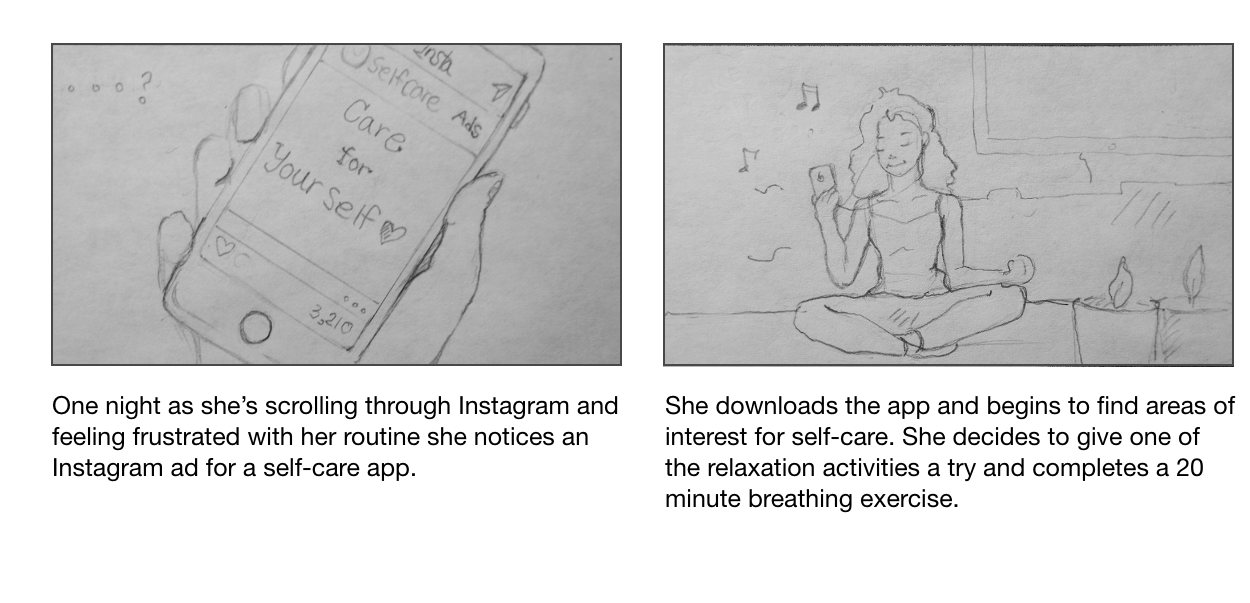 ....?
Insta
selfcare
Ads
Care
for
Your self
3,210
One night as she’s scrolling through Instagram and
feeling frustrated with her routine she notices an
Instagram ad for a self-care app.
She downloads the app and begins to find areas of
interest for self-care. She decides to give one of
the relaxation activities a try and completes a 20
minute breathing exercise.